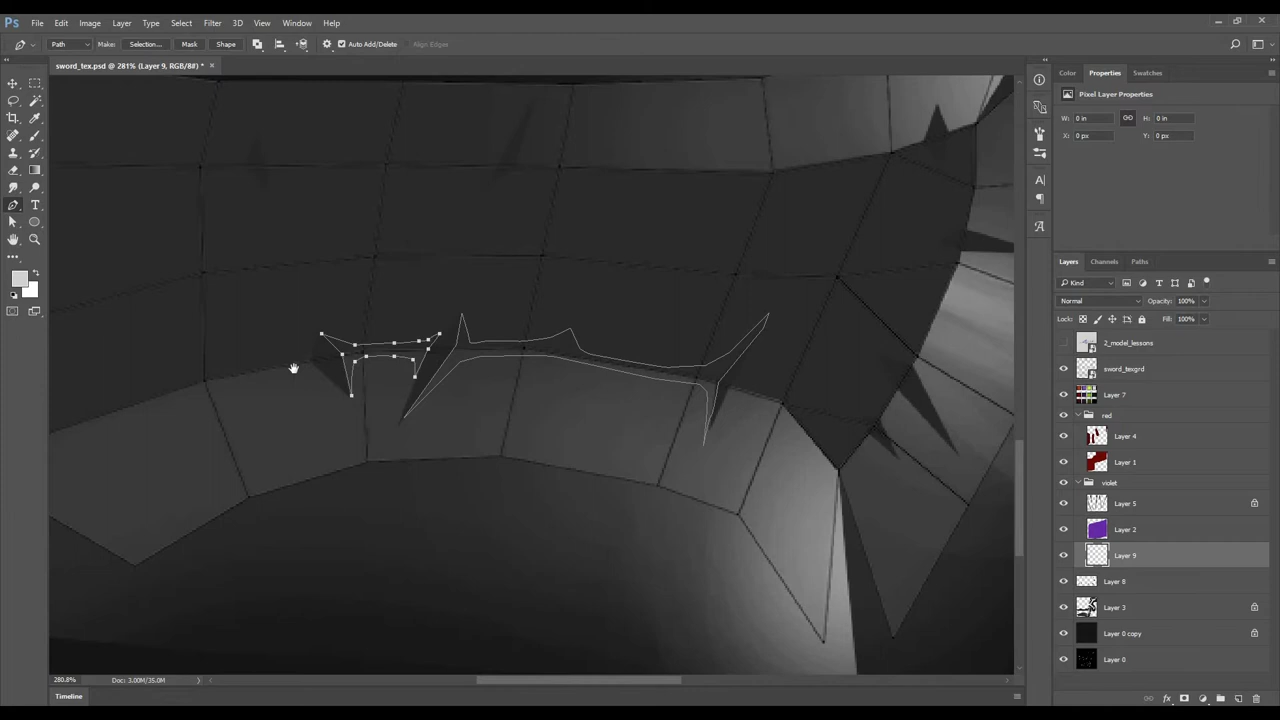 Ps File Edit Image Layer Type Select Filter 3D View Window Help
Path Make: Selection... Mask Shape Auto Add/Delete Align Edges
sword_tex.psd @ 281% (Layer 9, RGB/8#) * ×
Color Properties Swatches
Pixel Layer Properties
W: 0 in H: 0 in
X: 0 px Y: 0 px
Layers Channels Paths
Kind
Normal Opacity: 100%
Lock: Fill: 100%
2_model_lessons
sword_texgrd
Layer 7
red
Layer 4
Layer 1
violet
Layer 5
Layer 2
Layer 9
Layer 8
Layer 3
Layer 0 copy
Layer 0
280.8% Doc: 3.00M/35.0M
Timeline